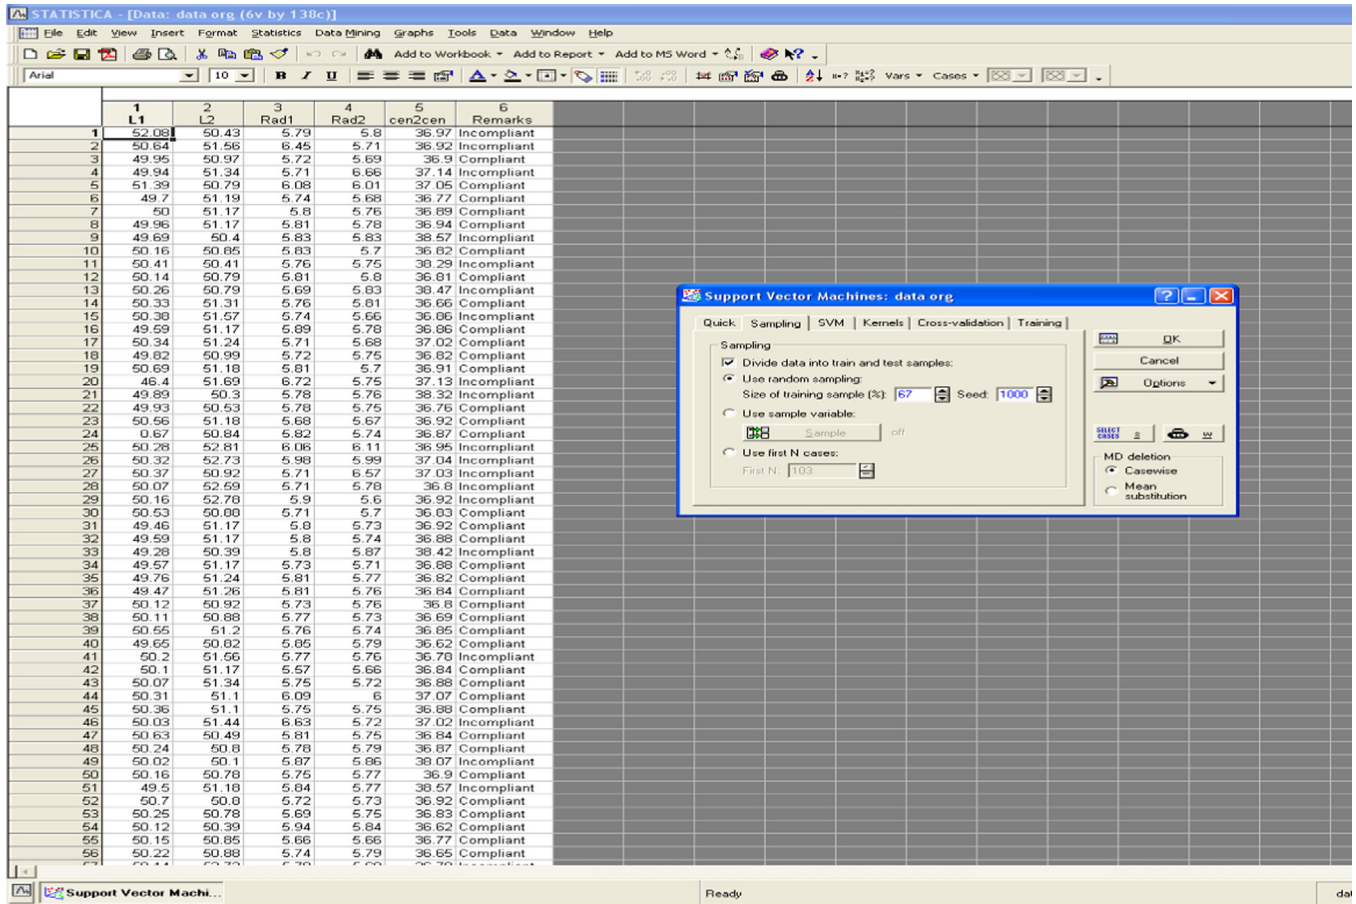 STATISTICA - [Data: data org (6v by 138c)]
File Edit View Insert Format Statistics Data Mining Graphs Tools Data Window Help
Add to Workbook Add to Report Add to MS Word
Arial 10 B I U Vars Cases
1 2 3 4 5 6
L1 L2 Rad1 Rad2 cen2cen Remarks
1 52.08 50.43 5.79 5.8 36.97 Incompliant
2 50.64 51.56 6.45 5.71 36.92 Incompliant
3 49.95 50.97 5.72 5.69 36.9 Compliant
4 49.94 51.34 5.71 6.66 37.14 Incompliant
5 51.39 50.79 6.08 6.01 37.05 Compliant
6 49.7 51.19 5.74 5.68 36.77 Compliant
7 50 51.17 5.8 5.76 36.89 Compliant
8 49.96 51.17 5.81 5.78 36.94 Compliant
9 49.69 50.4 5.83 5.83 38.57 Incompliant
10 50.16 50.85 5.83 5.7 36.82 Compliant
11 50.41 50.41 5.76 5.75 38.29 Incompliant
12 50.14 50.79 5.81 5.8 36.81 Compliant
13 50.26 50.79 5.69 5.83 38.47 Incompliant
14 50.33 51.31 5.76 5.81 36.66 Compliant
15 50.38 51.57 5.74 5.66 36.86 Incompliant
16 49.59 51.17 5.89 5.78 36.86 Compliant
17 50.34 51.24 5.71 5.68 37.02 Compliant
18 49.82 50.99 5.72 5.75 36.82 Compliant
19 50.69 51.18 5.81 5.7 36.91 Compliant
20 46.4 51.69 6.72 5.75 37.13 Incompliant
21 49.89 50.3 5.78 5.76 38.32 Incompliant
22 49.93 50.53 5.78 5.75 36.76 Compliant
23 50.56 51.18 5.68 5.67 36.92 Compliant
24 0.67 50.84 5.82 5.74 36.87 Compliant
25 50.28 52.81 6.06 6.11 36.95 Incompliant
26 50.32 52.73 5.98 5.99 37.04 Incompliant
27 50.37 50.92 5.71 6.57 37.03 Incompliant
28 50.07 52.59 5.71 5.78 36.8 Incompliant
29 50.16 52.78 5.9 5.6 36.92 Incompliant
30 50.53 50.88 5.71 5.7 36.83 Compliant
31 49.46 51.17 5.8 5.73 36.92 Compliant
32 49.59 51.17 5.8 5.74 36.88 Compliant
33 49.28 50.39 5.8 5.87 38.42 Incompliant
34 49.57 51.17 5.73 5.71 36.88 Compliant
35 49.76 51.24 5.81 5.77 36.82 Compliant
36 49.47 51.26 5.81 5.76 36.84 Compliant
37 50.12 50.92 5.73 5.76 36.8 Compliant
38 50.11 50.88 5.77 5.73 36.69 Compliant
39 50.55 51.2 5.76 5.74 36.85 Compliant
40 49.65 50.82 5.85 5.79 36.62 Compliant
41 50.2 51.56 5.77 5.76 36.78 Incompliant
42 50.1 51.17 5.57 5.66 36.84 Compliant
43 50.07 51.34 5.75 5.72 36.88 Compliant
44 50.31 51.1 6.09 6 37.07 Compliant
45 50.36 51.1 5.75 5.75 36.88 Compliant
46 50.03 51.44 6.63 5.72 37.02 Incompliant
47 50.63 50.49 5.81 5.75 36.84 Compliant
48 50.24 50.8 5.78 5.79 36.87 Compliant
49 50.02 50.1 5.87 5.86 38.07 Incompliant
50 50.16 50.78 5.75 5.77 36.9 Compliant
51 49.5 51.18 5.84 5.77 38.57 Incompliant
52 50.7 50.8 5.72 5.73 36.92 Compliant
53 50.25 50.78 5.69 5.75 36.83 Compliant
54 50.12 50.39 5.94 5.84 36.62 Compliant
55 50.15 50.85 5.66 5.66 36.77 Compliant
56 50.22 50.88 5.74 5.79 36.65 Compliant
Support Vector Machines: data org
Quick Sampling SVM Kernels Cross-validation Training
Sampling
Divide data into train and test samples:
Use random sampling:
Size of training sample (%): 67 Seed: 1000
Use sample variable:
Sample off
Use first N cases:
First N: 103
OK
Cancel
Options
SELECT CASES S W
MD deletion
Casewise
Mean substitution
Support Vector Machi...
Ready